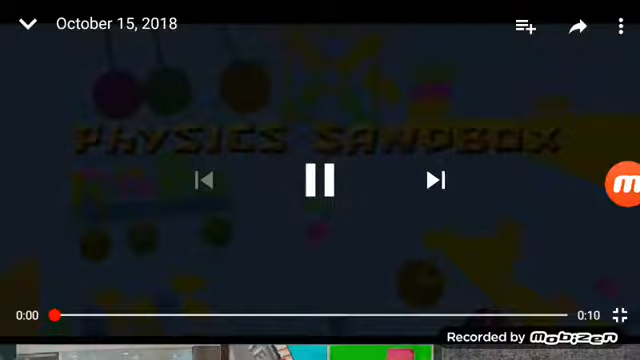 October 15, 2018
PHYSICS SANDBOX
0:00
0:10
Recorded by mobizen